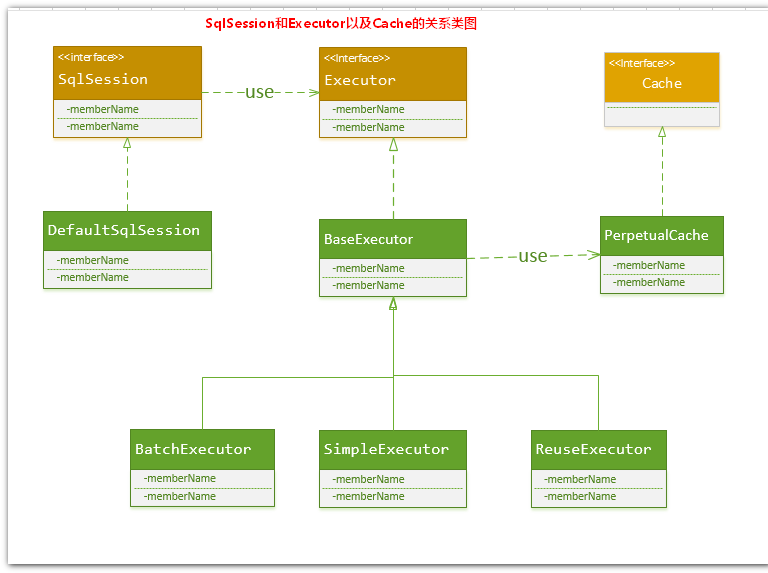 SqlSession和Executor以及Cache的关系类图
<<interface>>
SqlSession
-memberName
-memberName
use
<<Interface>>
Executor
-memberName
-memberName
<<Interface>>
Cache
DefaultSqlSession
-memberName
-memberName
BaseExecutor
-memberName
-memberName
use
PerpetualCache
-memberName
-memberName
BatchExecutor
-memberName
-memberName
SimpleExecutor
-memberName
-memberName
ReuseExecutor
-memberName
-memberName